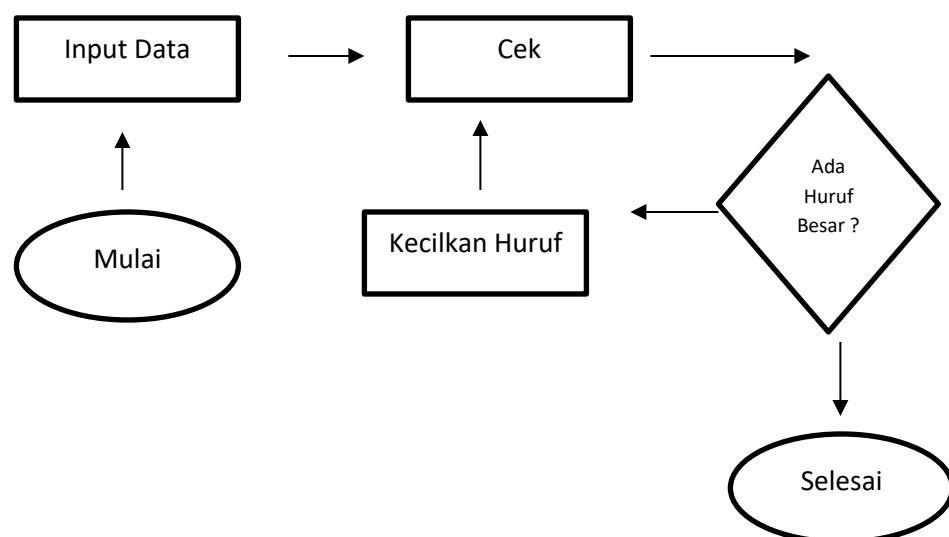 Input Data
Cek
Ada
Huruf
Besar ?
Kecilkan Huruf
Mulai
Selesai